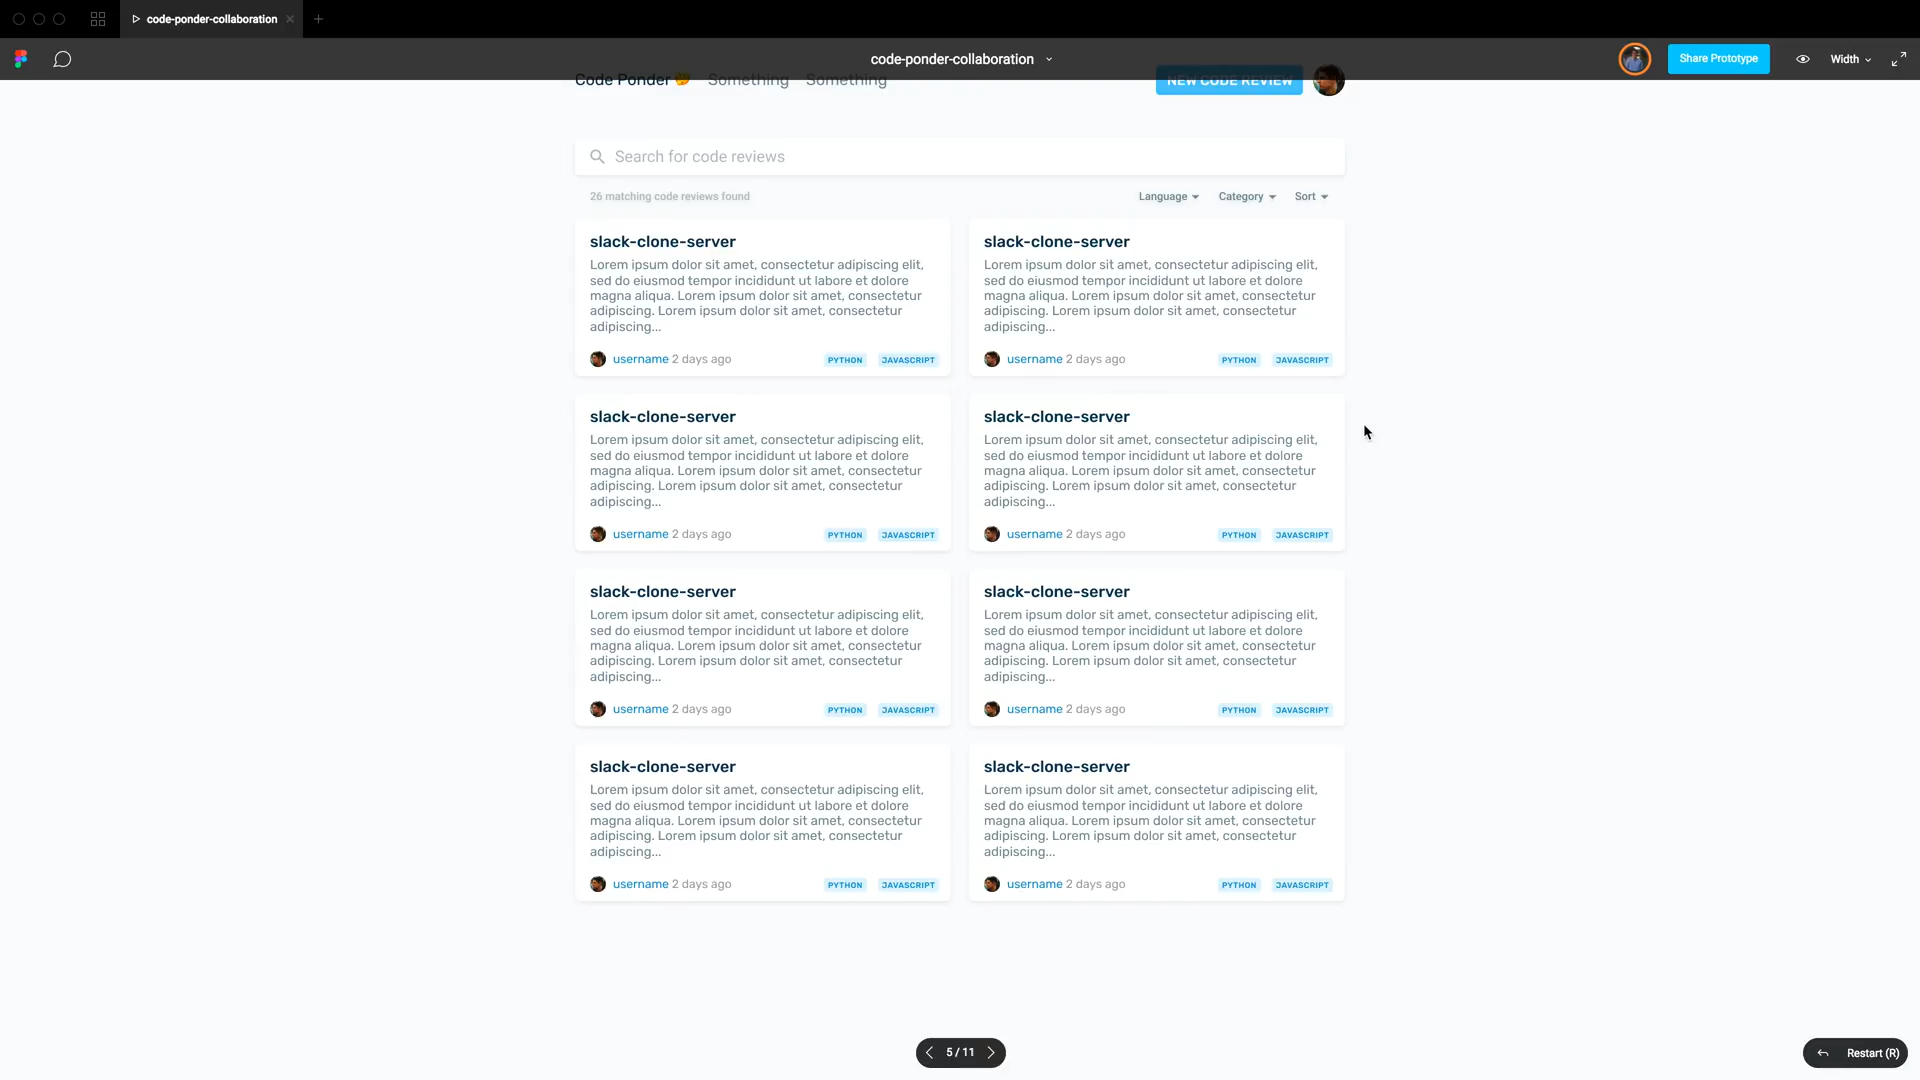 code-ponder-collaboration
code-ponder-collaboration
Share Prototype
Width
Code Ponder Something Something
NEW CODE REVIEW
Search for code reviews
26 matching code reviews found
Language Category Sort
slack-clone-server
Lorem ipsum dolor sit amet, consectetur adipiscing elit,
sed do eiusmod tempor incididunt ut labore et dolore
magna aliqua. Lorem ipsum dolor sit amet, consectetur
adipiscing. Lorem ipsum dolor sit amet, consectetur
adipiscing...
username 2 days ago PYTHON JAVASCRIPT
slack-clone-server
Lorem ipsum dolor sit amet, consectetur adipiscing elit,
sed do eiusmod tempor incididunt ut labore et dolore
magna aliqua. Lorem ipsum dolor sit amet, consectetur
adipiscing. Lorem ipsum dolor sit amet, consectetur
adipiscing...
username 2 days ago PYTHON JAVASCRIPT
slack-clone-server
Lorem ipsum dolor sit amet, consectetur adipiscing elit,
sed do eiusmod tempor incididunt ut labore et dolore
magna aliqua. Lorem ipsum dolor sit amet, consectetur
adipiscing. Lorem ipsum dolor sit amet, consectetur
adipiscing...
username 2 days ago PYTHON JAVASCRIPT
slack-clone-server
Lorem ipsum dolor sit amet, consectetur adipiscing elit,
sed do eiusmod tempor incididunt ut labore et dolore
magna aliqua. Lorem ipsum dolor sit amet, consectetur
adipiscing. Lorem ipsum dolor sit amet, consectetur
adipiscing...
username 2 days ago PYTHON JAVASCRIPT
slack-clone-server
Lorem ipsum dolor sit amet, consectetur adipiscing elit,
sed do eiusmod tempor incididunt ut labore et dolore
magna aliqua. Lorem ipsum dolor sit amet, consectetur
adipiscing. Lorem ipsum dolor sit amet, consectetur
adipiscing...
username 2 days ago PYTHON JAVASCRIPT
slack-clone-server
Lorem ipsum dolor sit amet, consectetur adipiscing elit,
sed do eiusmod tempor incididunt ut labore et dolore
magna aliqua. Lorem ipsum dolor sit amet, consectetur
adipiscing. Lorem ipsum dolor sit amet, consectetur
adipiscing...
username 2 days ago PYTHON JAVASCRIPT
slack-clone-server
Lorem ipsum dolor sit amet, consectetur adipiscing elit,
sed do eiusmod tempor incididunt ut labore et dolore
magna aliqua. Lorem ipsum dolor sit amet, consectetur
adipiscing. Lorem ipsum dolor sit amet, consectetur
adipiscing...
username 2 days ago PYTHON JAVASCRIPT
slack-clone-server
Lorem ipsum dolor sit amet, consectetur adipiscing elit,
sed do eiusmod tempor incididunt ut labore et dolore
magna aliqua. Lorem ipsum dolor sit amet, consectetur
adipiscing. Lorem ipsum dolor sit amet, consectetur
adipiscing...
username 2 days ago PYTHON JAVASCRIPT
5 / 11
Restart (R)